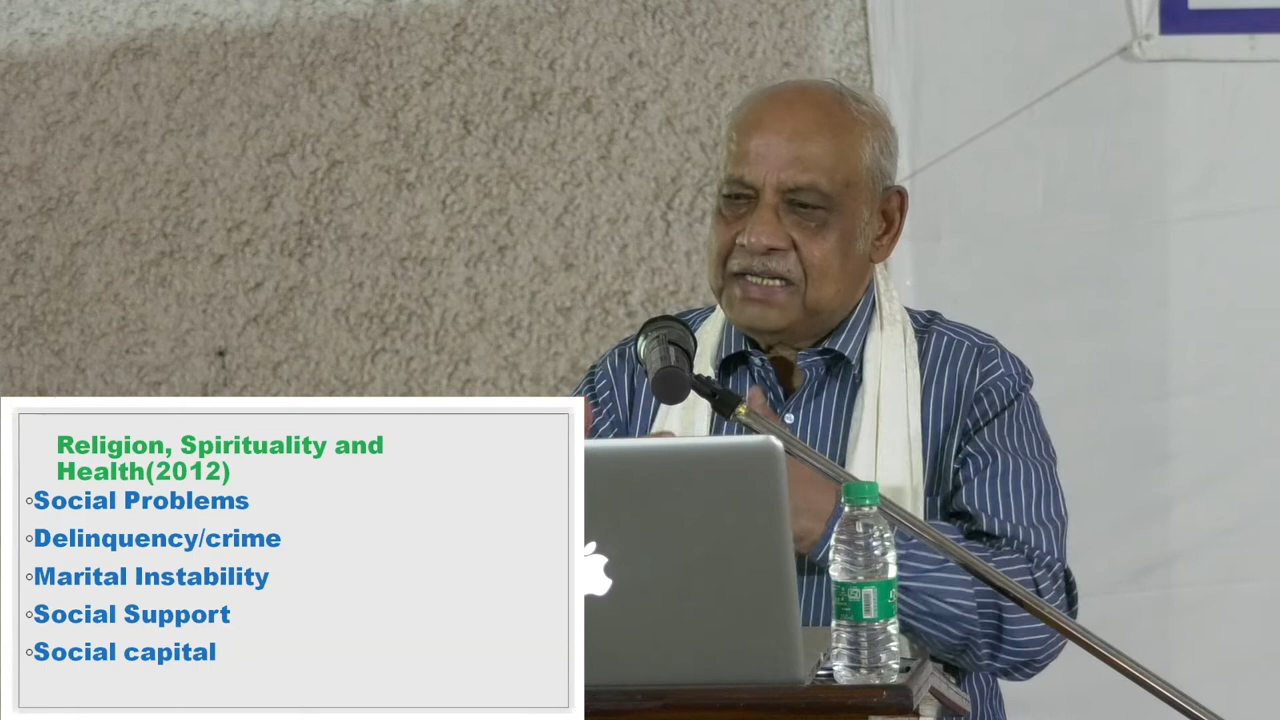 Religion, Spirituality and
Health(2012)
Social Problems
Delinquency/crime
Marital Instability
Social Support
Social capital